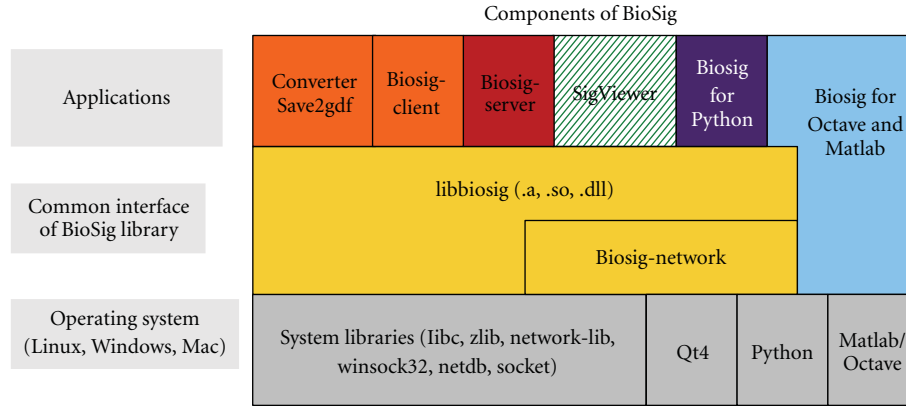 Components of BioSig
Applications
Converter
Save2gdf
Biosig-
client
Biosig-
server
SigViewer
Biosig
for
Python
Biosig for
Octave and
Matlab
Common interface
of BioSig library
libbiosig (.a, .so, .dll)
Biosig-network
Operating system
(Linux, Windows, Mac)
System libraries (Iibc, zlib, network-lib,
winsock32, netdb, socket)
Qt4
Python
Matlab/
Octave